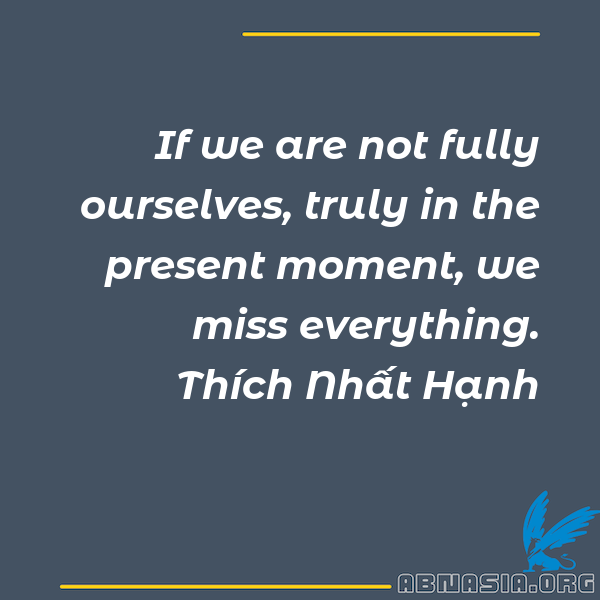 If we are not fully
ourselves, truly in the
present moment, we
miss everything.
Thích Nhất Hạnh
ABNASIA.ORG